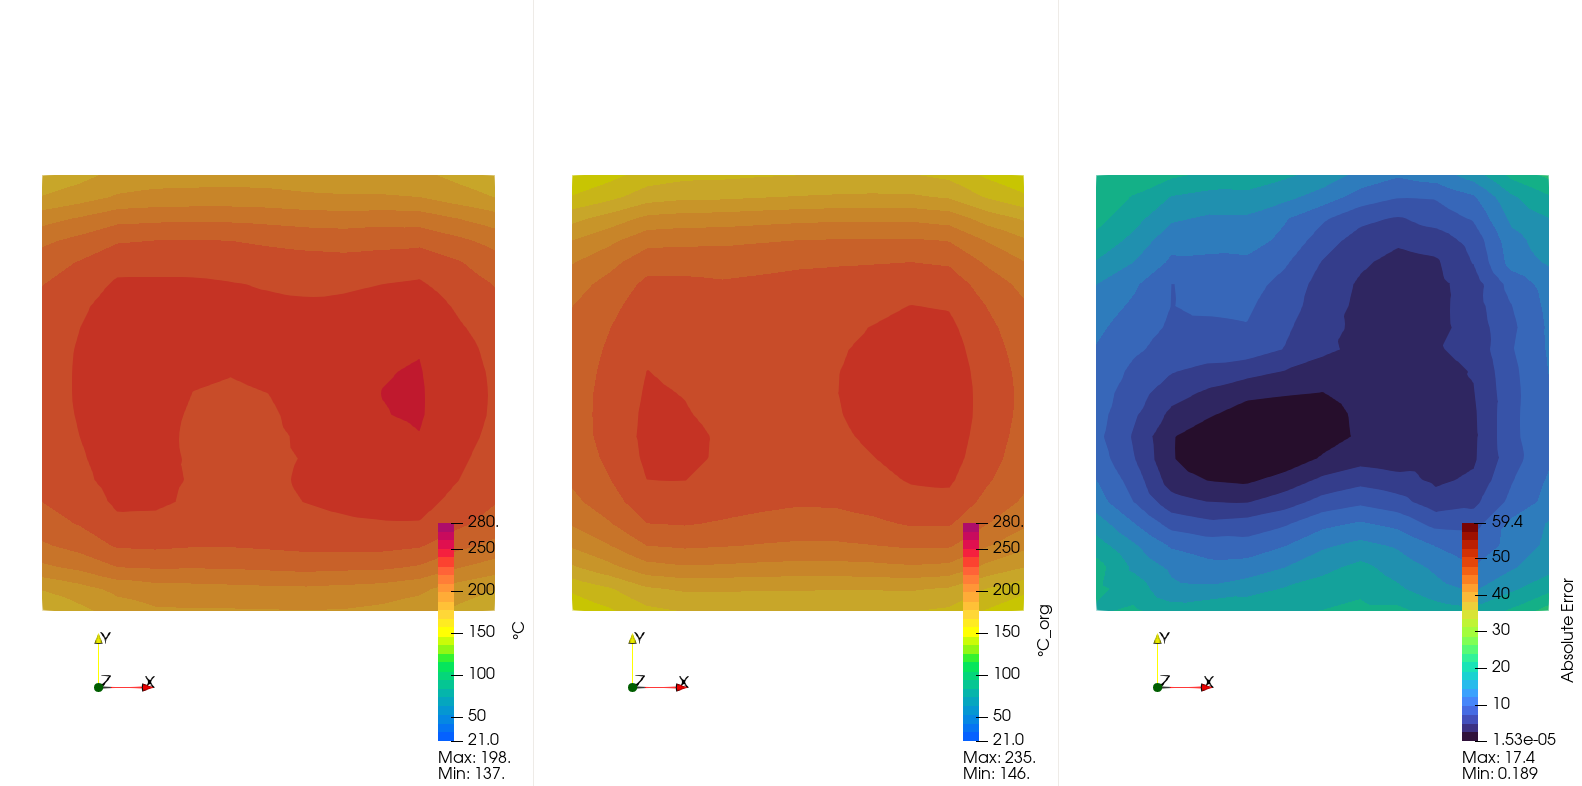 280.
250
200
150
100
50
21.0
°C
Max: 198.
Min: 137.
Y
Z
X
280.
250
200
150
100
50
21.0
°C_org
Max: 235.
Min: 146.
Y
Z
X
59.4
50
40
30
20
10
1.53e-05
Absolute Error
Max: 17.4
Min: 0.189
Y
Z
X